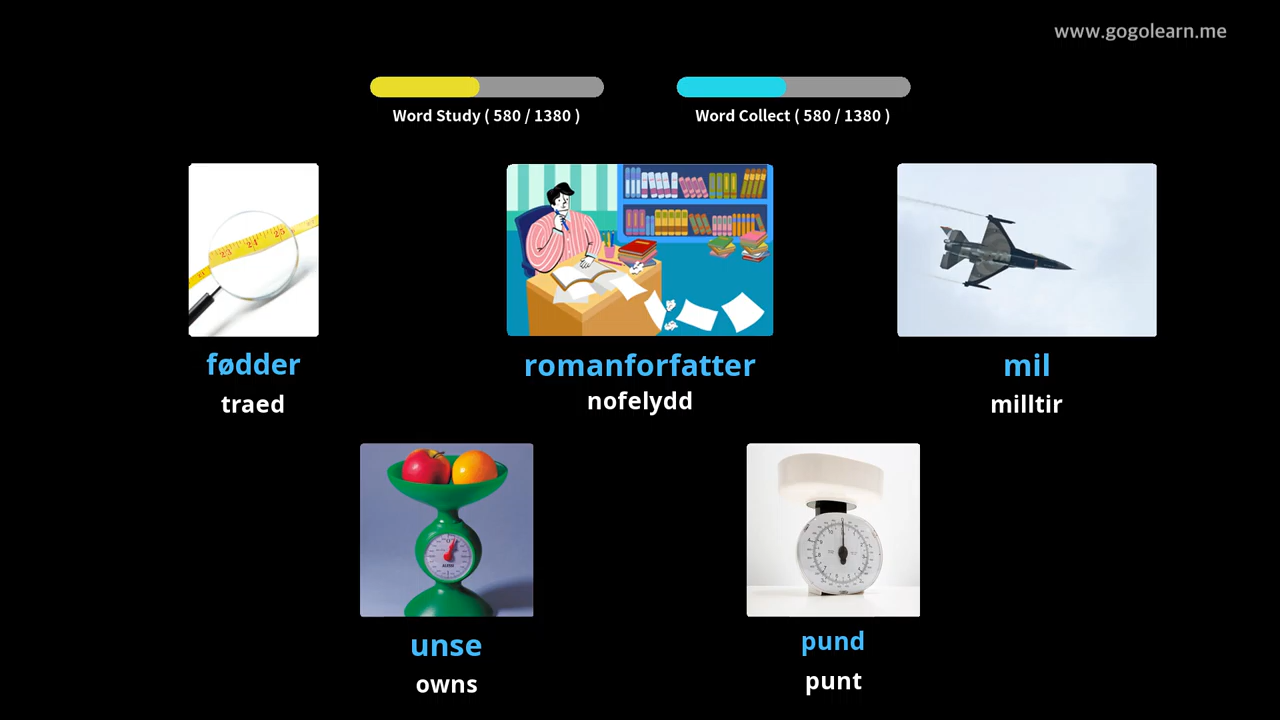 www.gogolearn.me
Word Study ( 580 / 1380 )
Word Collect ( 580 / 1380 )
fødder
traed
romanforfatter
nofelydd
mil
milltir
unse
owns
pund
punt